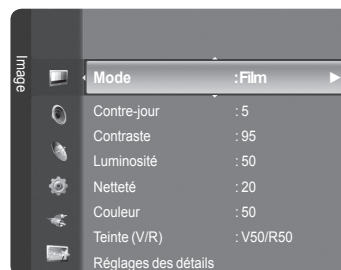 Image
Mode :Film
Contre-jour : 5
Contraste : 95
Luminosité : 50
Netteté : 20
Couleur : 50
Teinte (V/R) : V50/R50
Réglages des détails